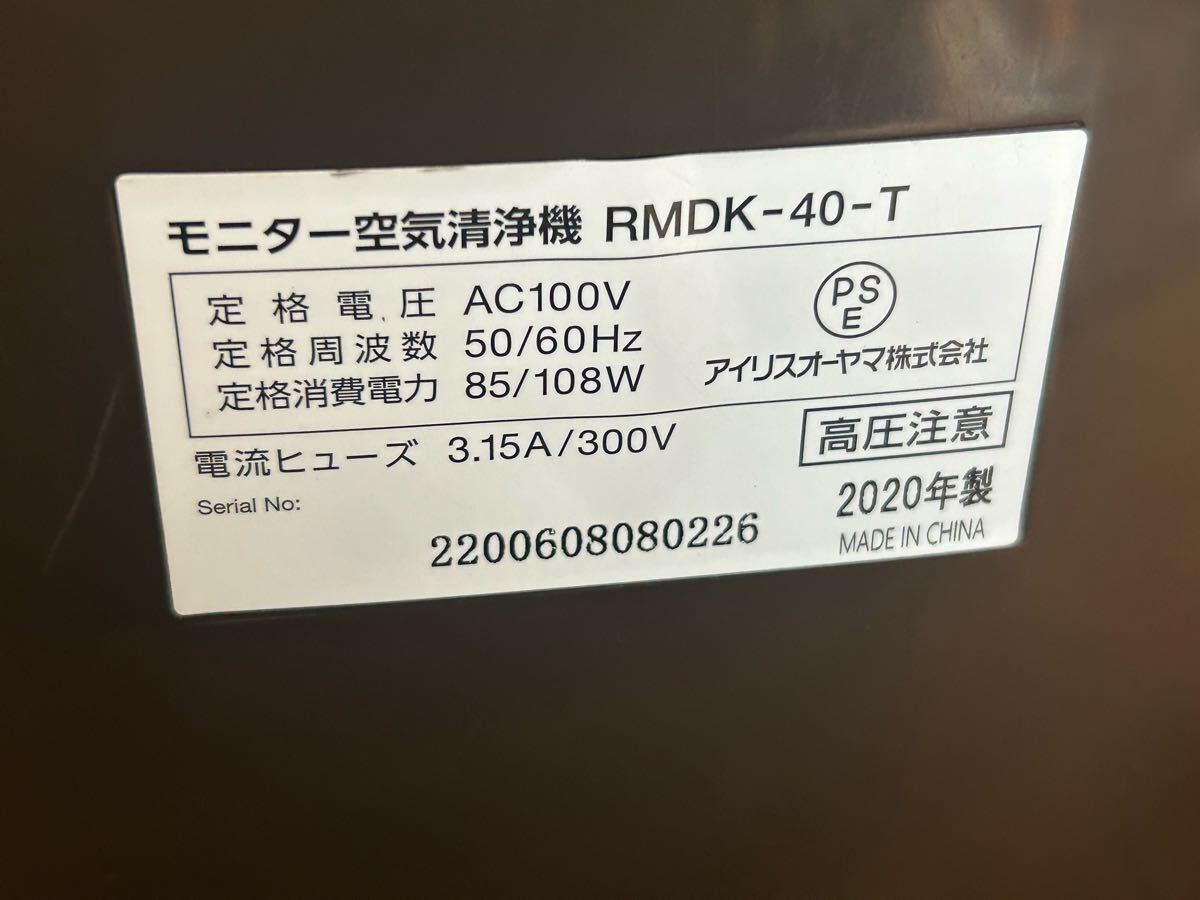 モニター空気清浄機 RMDK-40-T
定格電圧 AC100V
定格周波数 50/60Hz
定格消費電力 85/108W
PS
E
アイリスオーヤマ株式会社
電流ヒューズ 3.15A/300V
高圧注意
Serial No:
2200608080226
2020年製
MADE IN CHINA